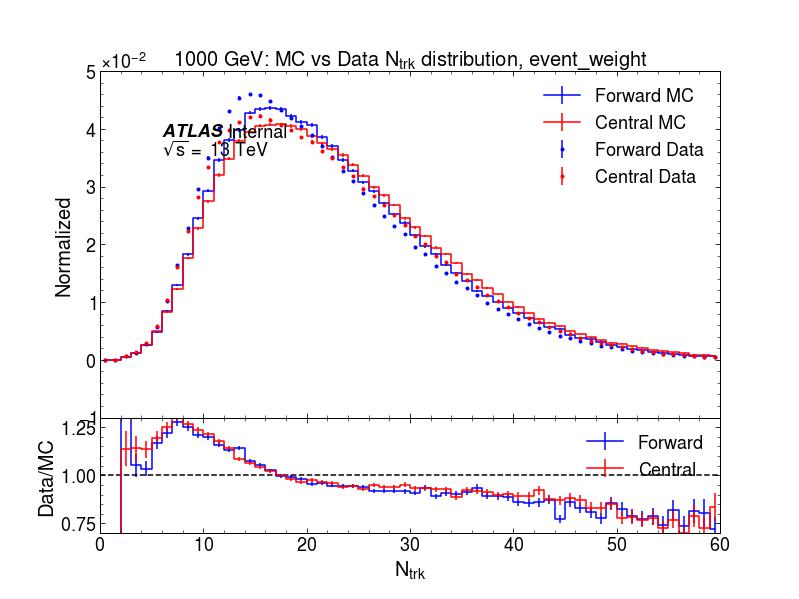 ×10⁻² 1000 GeV: MC vs Data Nₜᵣₖ distribution, event_weight
5
4
3
2
1
0
−1
Normalized
ATLAS Internal
√s = 13 TeV
Forward MC
Central MC
Forward Data
Central Data
1.25
1.00
0.75
Data/MC
Forward
Central
0 10 20 30 40 50 60
Nₜᵣₖ